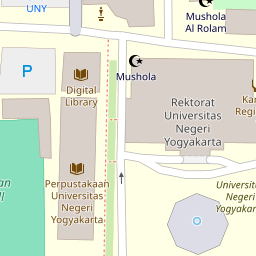 UNY
Mushola
Al Rolam
P
Mushola
Digital
Library
Rektorat
Universitas
Negeri
Yogyakarta
Perpustakaan
Universitas
Negeri
Yogyakarta
Universitas
Negeri
Yogyakarta